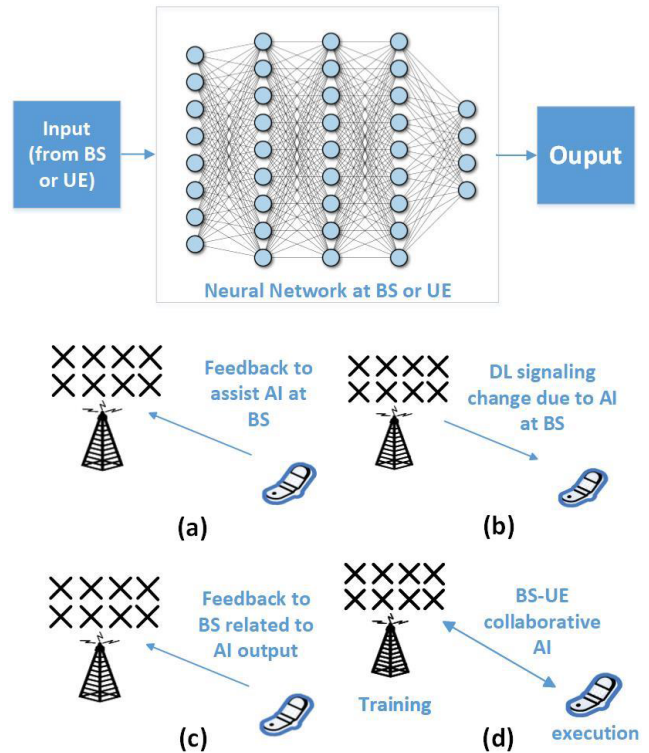 Input
(from BS
or UE)
Ouput
Neural Network at BS or UE
Feedback to
assist AI at
BS
(a)
DL signaling
change due to AI
at BS
(b)
Feedback to
BS related to
AI output
(c)
BS-UE
collaborative
AI
Training
execution
(d)